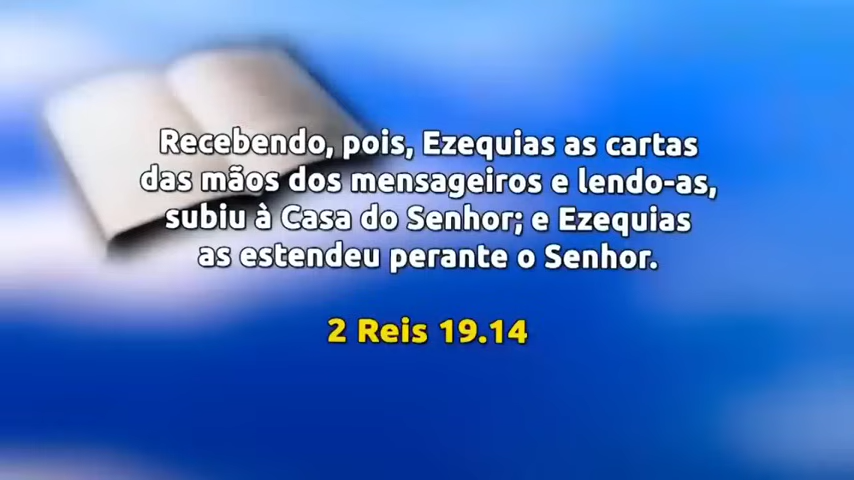 Recebendo, pois, Ezequias as cartas
das mãos dos mensageiros e lendo-as,
subiu à Casa do Senhor; e Ezequias
as estendeu perante o Senhor.
2 Reis 19.14